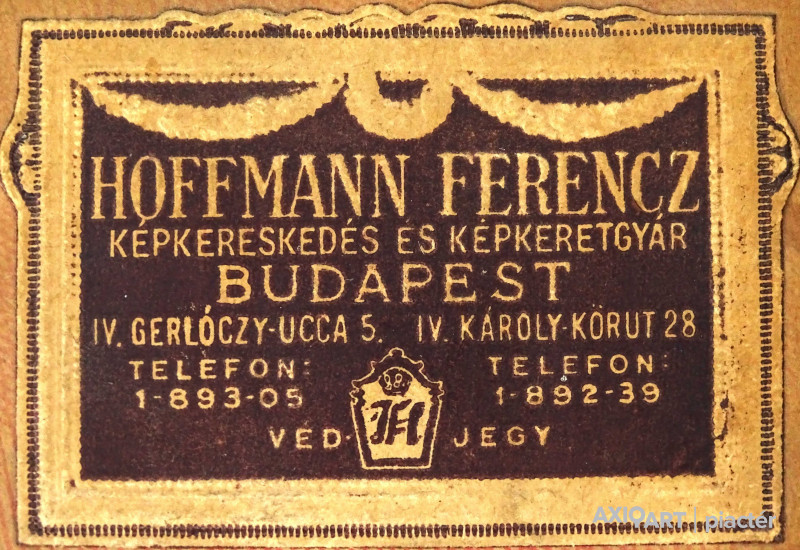 HOFFMANN FERENCZ
KÉPKERESKEDÉS ÉS KÉPKERETGYÁR
BUDAPEST
IV. GERLÓCZY-UCCA 5. IV. KÁROLY-KÖRUT 28
TELEFON: TELEFON:
1-893-05 1-892-39
VÉD- JEGY
AXIOART | piactér